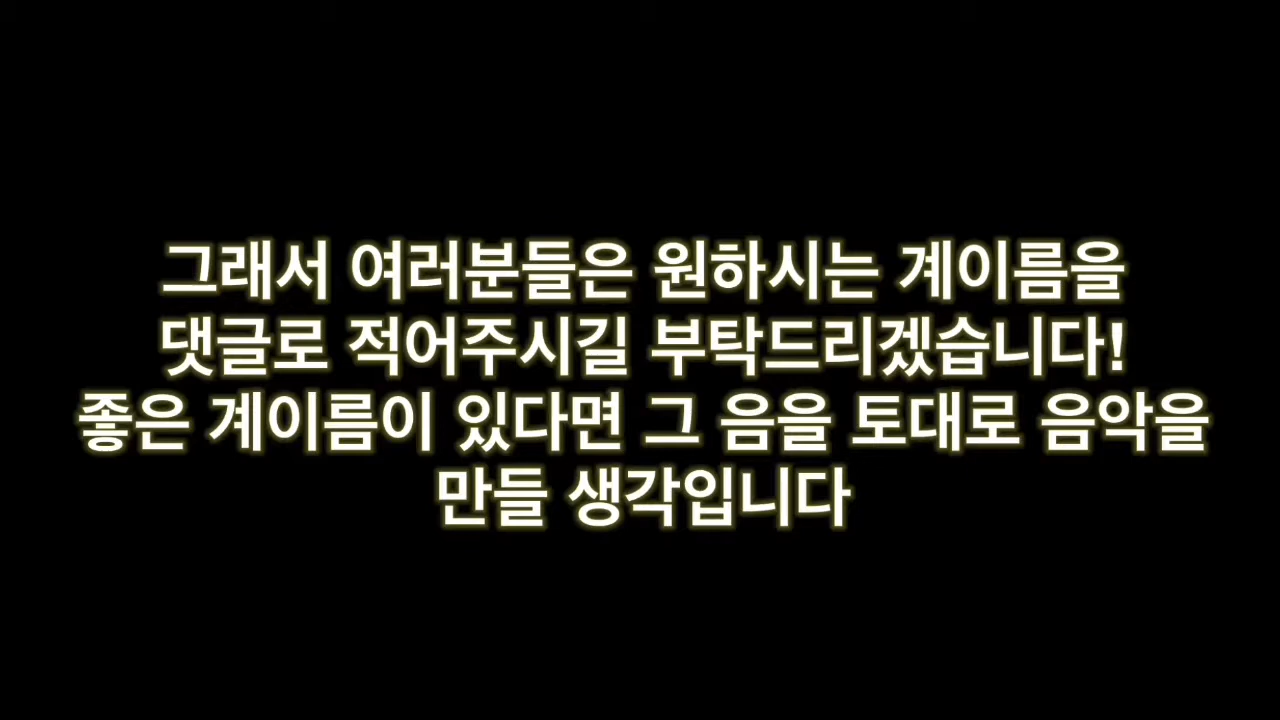 그래서 여러분들은 원하시는 계이름을
댓글로 적어주시길 부탁드리겠습니다!
좋은 계이름이 있다면 그 음을 토대로 음악을
만들 생각입니다